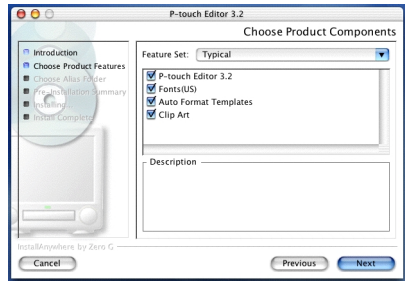 P-touch Editor 3.2
Choose Product Components
Introduction
Choose Product Features
Choose Alias Folder
Pre-Installation Summary
Installing...
Install Complete
Feature Set: Typical
P-touch Editor 3.2
Fonts(US)
Auto Format Templates
Clip Art
Description
InstallAnywhere by Zero G
Cancel
Previous
Next